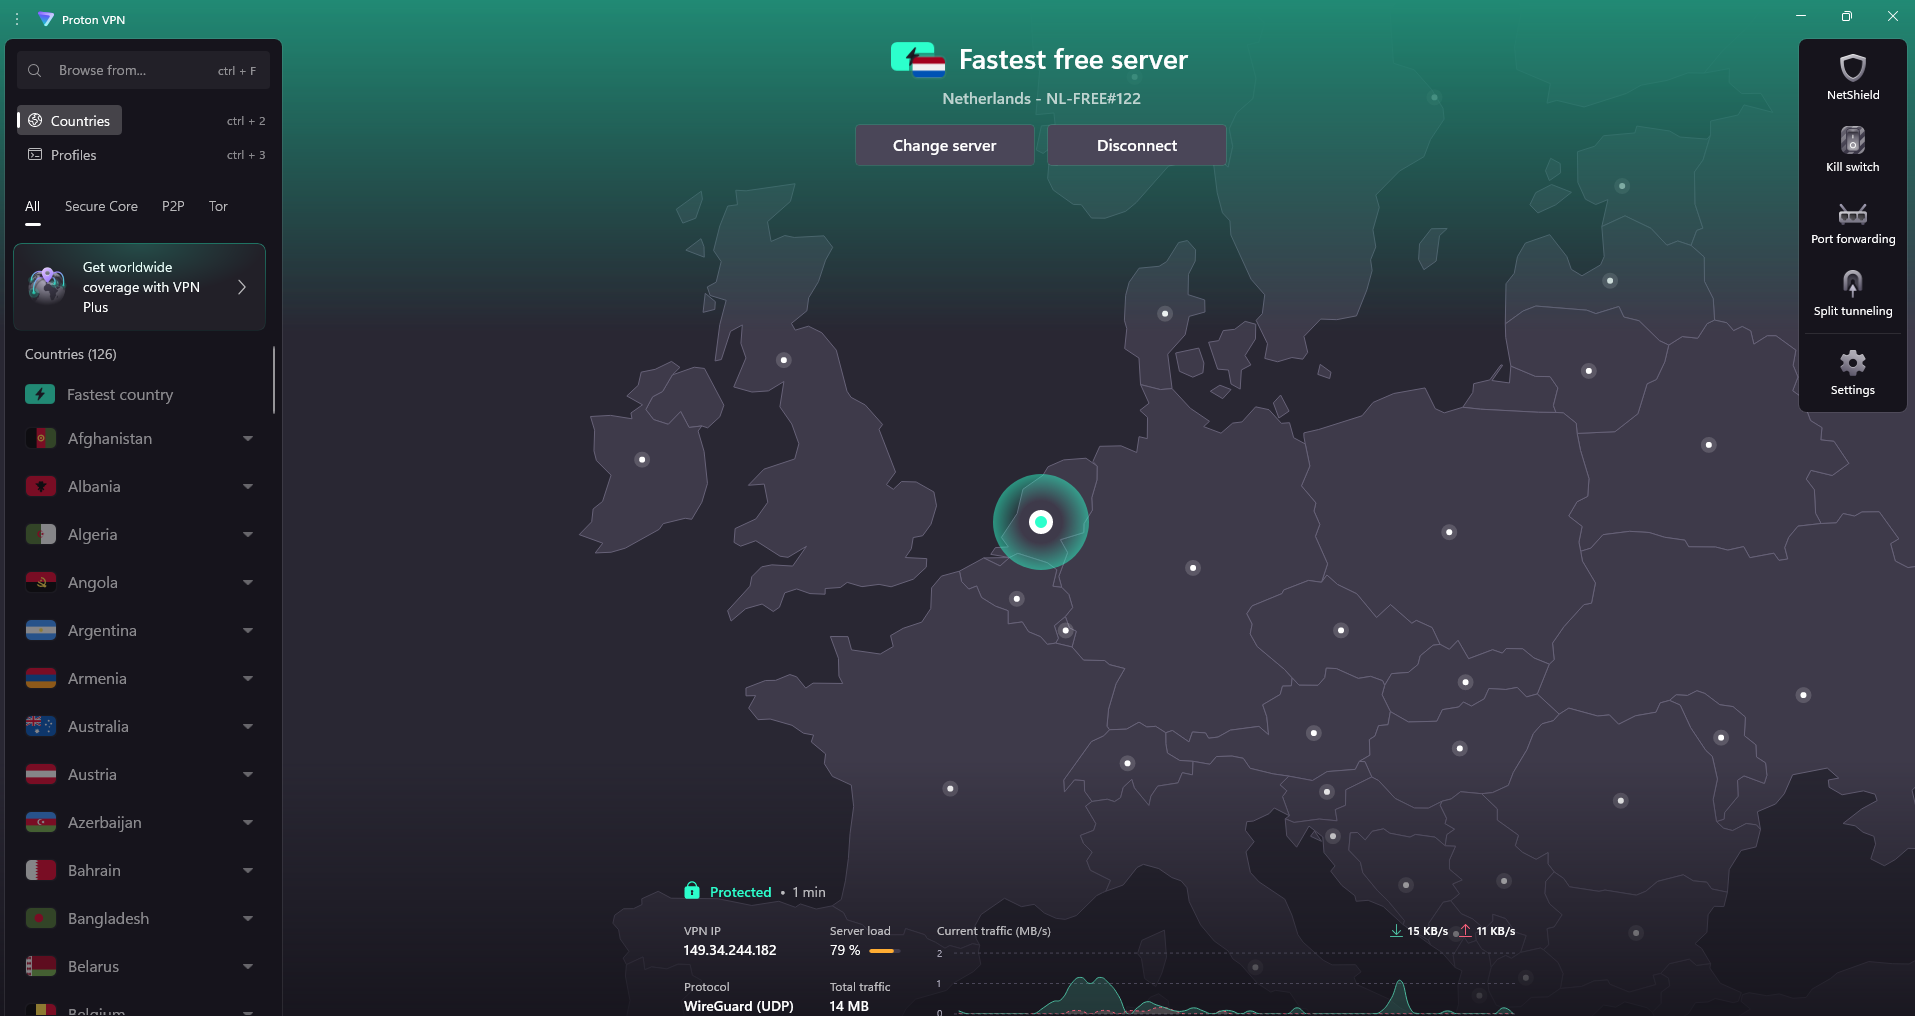 Proton VPN
Browse from...
ctrl + F
Countries
ctrl + 2
Profiles
ctrl + 3
All
Secure Core
P2P
Tor
Get worldwide
coverage with VPN
Plus
Countries (126)
Fastest country
Afghanistan
Albania
Algeria
Angola
Argentina
Armenia
Australia
Austria
Azerbaijan
Bahrain
Bangladesh
Belarus
Belgium
Fastest free server
Netherlands - NL-FREE#122
Change server
Disconnect
Protected • 1 min
VPN IP
149.34.244.182
Server load
79 %
Protocol
WireGuard (UDP)
Total traffic
14 MB
Current traffic (MB/s)
15 KB/s
11 KB/s
2
1
0
NetShield
Kill switch
Port forwarding
Split tunneling
Settings